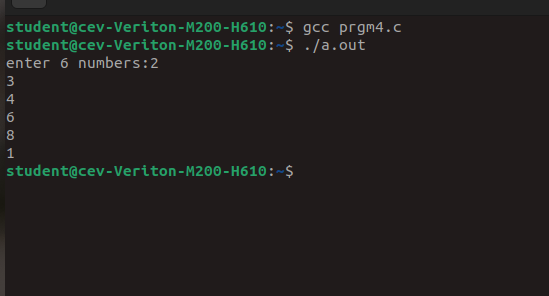 student@cev-Veriton-M200-H610:~$ gcc prgm4.c
student@cev-Veriton-M200-H610:~$ ./a.out
enter 6 numbers:2
3
4
6
8
1
student@cev-Veriton-M200-H610:~$